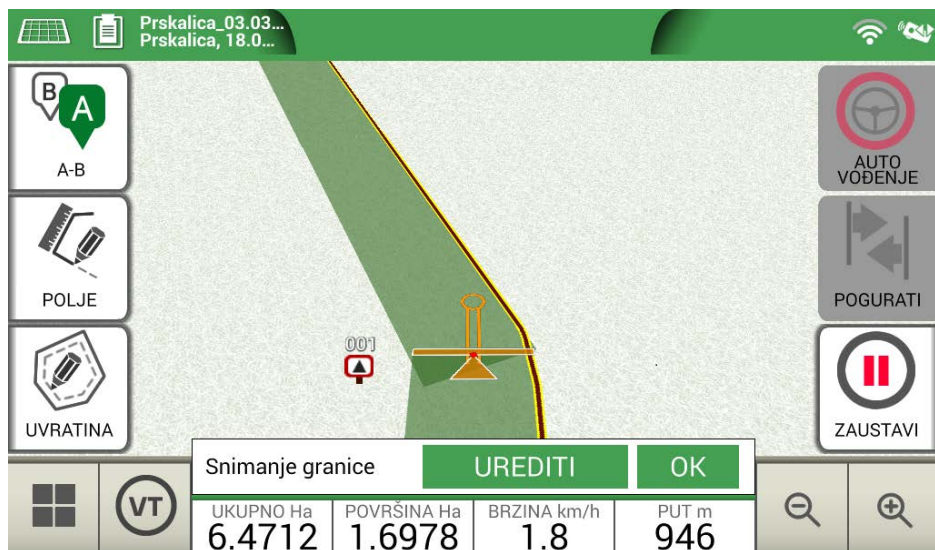 Prskalica_03.03...
Prskalica, 18.0...
B
A
A-B
POLJE
UVRATINA
001
AUTO
VOĐENJE
POGURATI
ZAUSTAVI
Snimanje granice
UREDITI
OK
VT
UKUPNO Ha
6.4712
POVRŠINA Ha
1.6978
BRZINA km/h
1.8
PUT m
946